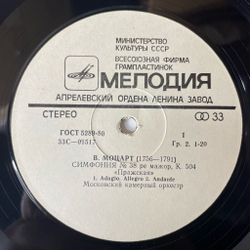 МИНИСТЕРСТВО
КУЛЬТУРЫ СССР
ВСЕСОЮЗНАЯ ФИРМА
ГРАМПЛАСТИНОК
МЕЛОДИЯ
АПРЕЛЕВСКИЙ ОРДЕНА ЛЕНИНА ЗАВОД
СТЕРЕО 33
ГОСТ 5289-80 I
33С—01517 Гр. 2. 1-20
В. МОЦАРТ (1756—1791)
СИМФОНИЯ № 38 ре мажор, К. 504
«Пражская»
1. Adagio, Allegro 2. Andante
Московский камерный оркестр